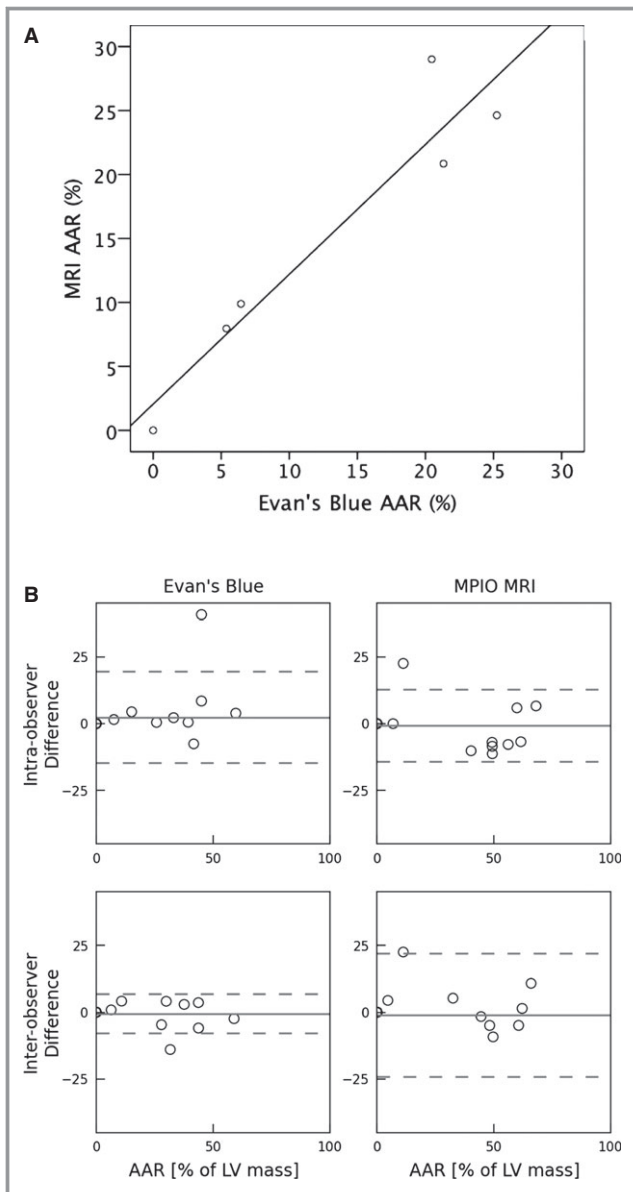 A
MRI AAR (%)
30
25
20
15
10
5
0
0 5 10 15 20 25 30
Evan's Blue AAR (%)
B
Evan's Blue MPIO MRI
Intra-observer
Difference
25
0
−25
25
0
−25
0 50 100
0 50 100
Inter-observer
Difference
25
0
−25
25
0
−25
0 50 100
0 50 100
AAR [% of LV mass] AAR [% of LV mass]